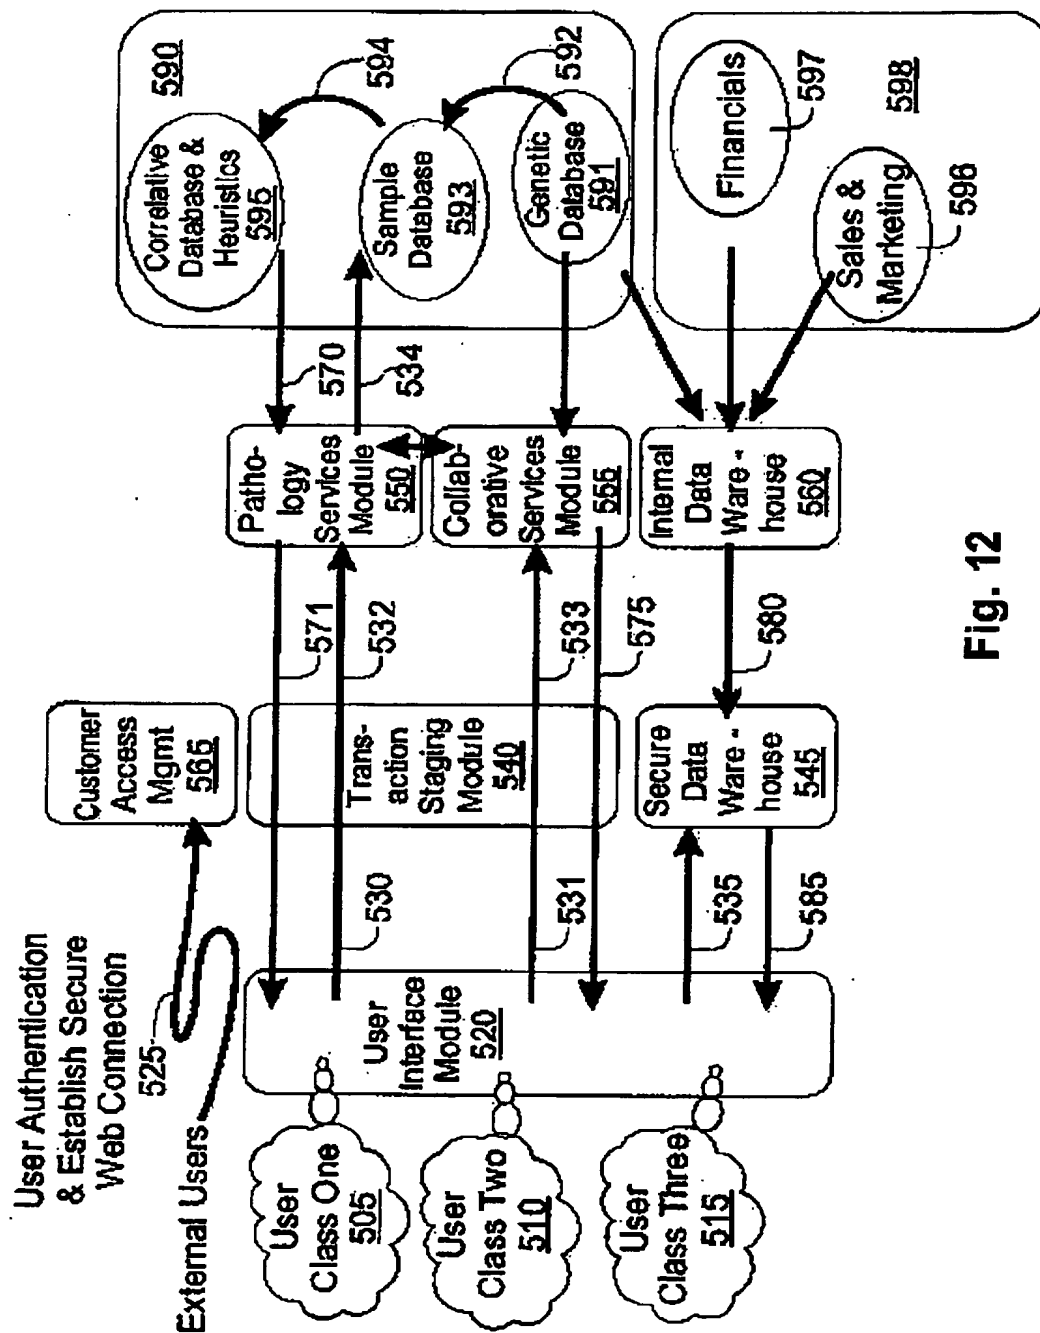 User Authentication
& Establish Secure
Web Connection
525
External Users
User
Class One
505
User
Class Two
510
User
Class Three
515
User
Interface
Module
520
530
531
535
585
Customer
Access
Mgmt
565
Trans-
action
Staging
Module
540
Secure
Data
Ware -
house
545
571
532
533
575
580
Patho-
logy
Services
Module
550
Collab-
orative
Services
Module
555
Internal
Data
Ware -
house
560
570
534
590
Correlative
Database &
Heuristics
595
594
Sample
Database
593
592
Genetic
Database
591
Financials
597
598
Sales &
Marketing
596
Fig. 12